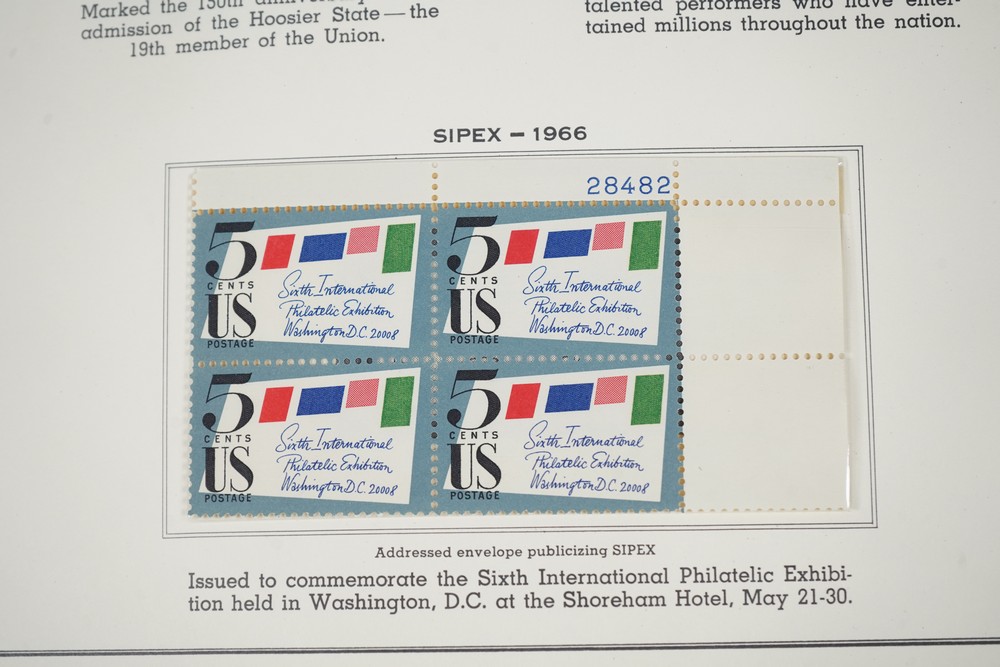 Marked the 150th anniversary
admission of the Hoosier State — the
19th member of the Union.
talented performers who have enter-
tained millions throughout the nation.
SIPEX – 1966
28482
5
CENTS
US
POSTAGE
Sixth International
Philatelic Exhibition
Washington D.C. 20008
5
CENTS
US
POSTAGE
Sixth International
Philatelic Exhibition
Washington D.C. 20008
5
CENTS
US
POSTAGE
Sixth International
Philatelic Exhibition
Washington D.C. 20008
5
CENTS
US
POSTAGE
Sixth International
Philatelic Exhibition
Washington D.C. 20008
Addressed envelope publicizing SIPEX
Issued to commemorate the Sixth International Philatelic Exhibi-
tion held in Washington, D.C. at the Shoreham Hotel, May 21-30.